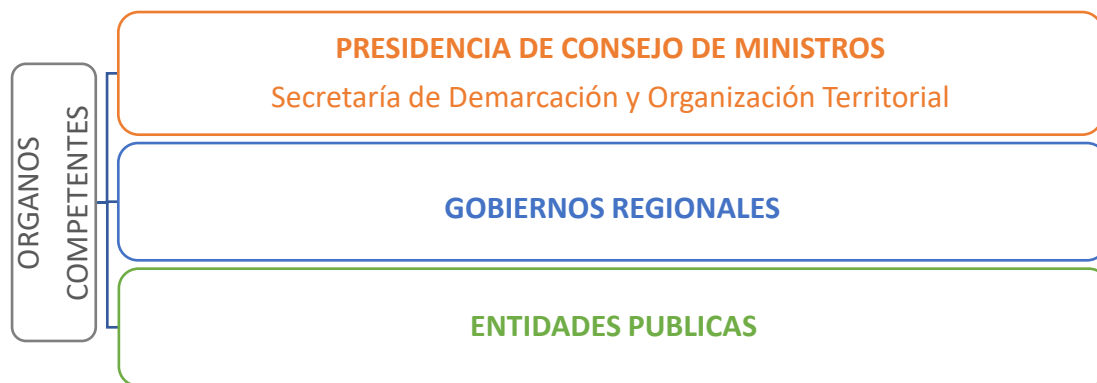 ORGANOS
COMPETENTES
PRESIDENCIA DE CONSEJO DE MINISTROS
Secretaría de Demarcación y Organización Territorial
GOBIERNOS REGIONALES
ENTIDADES PUBLICAS